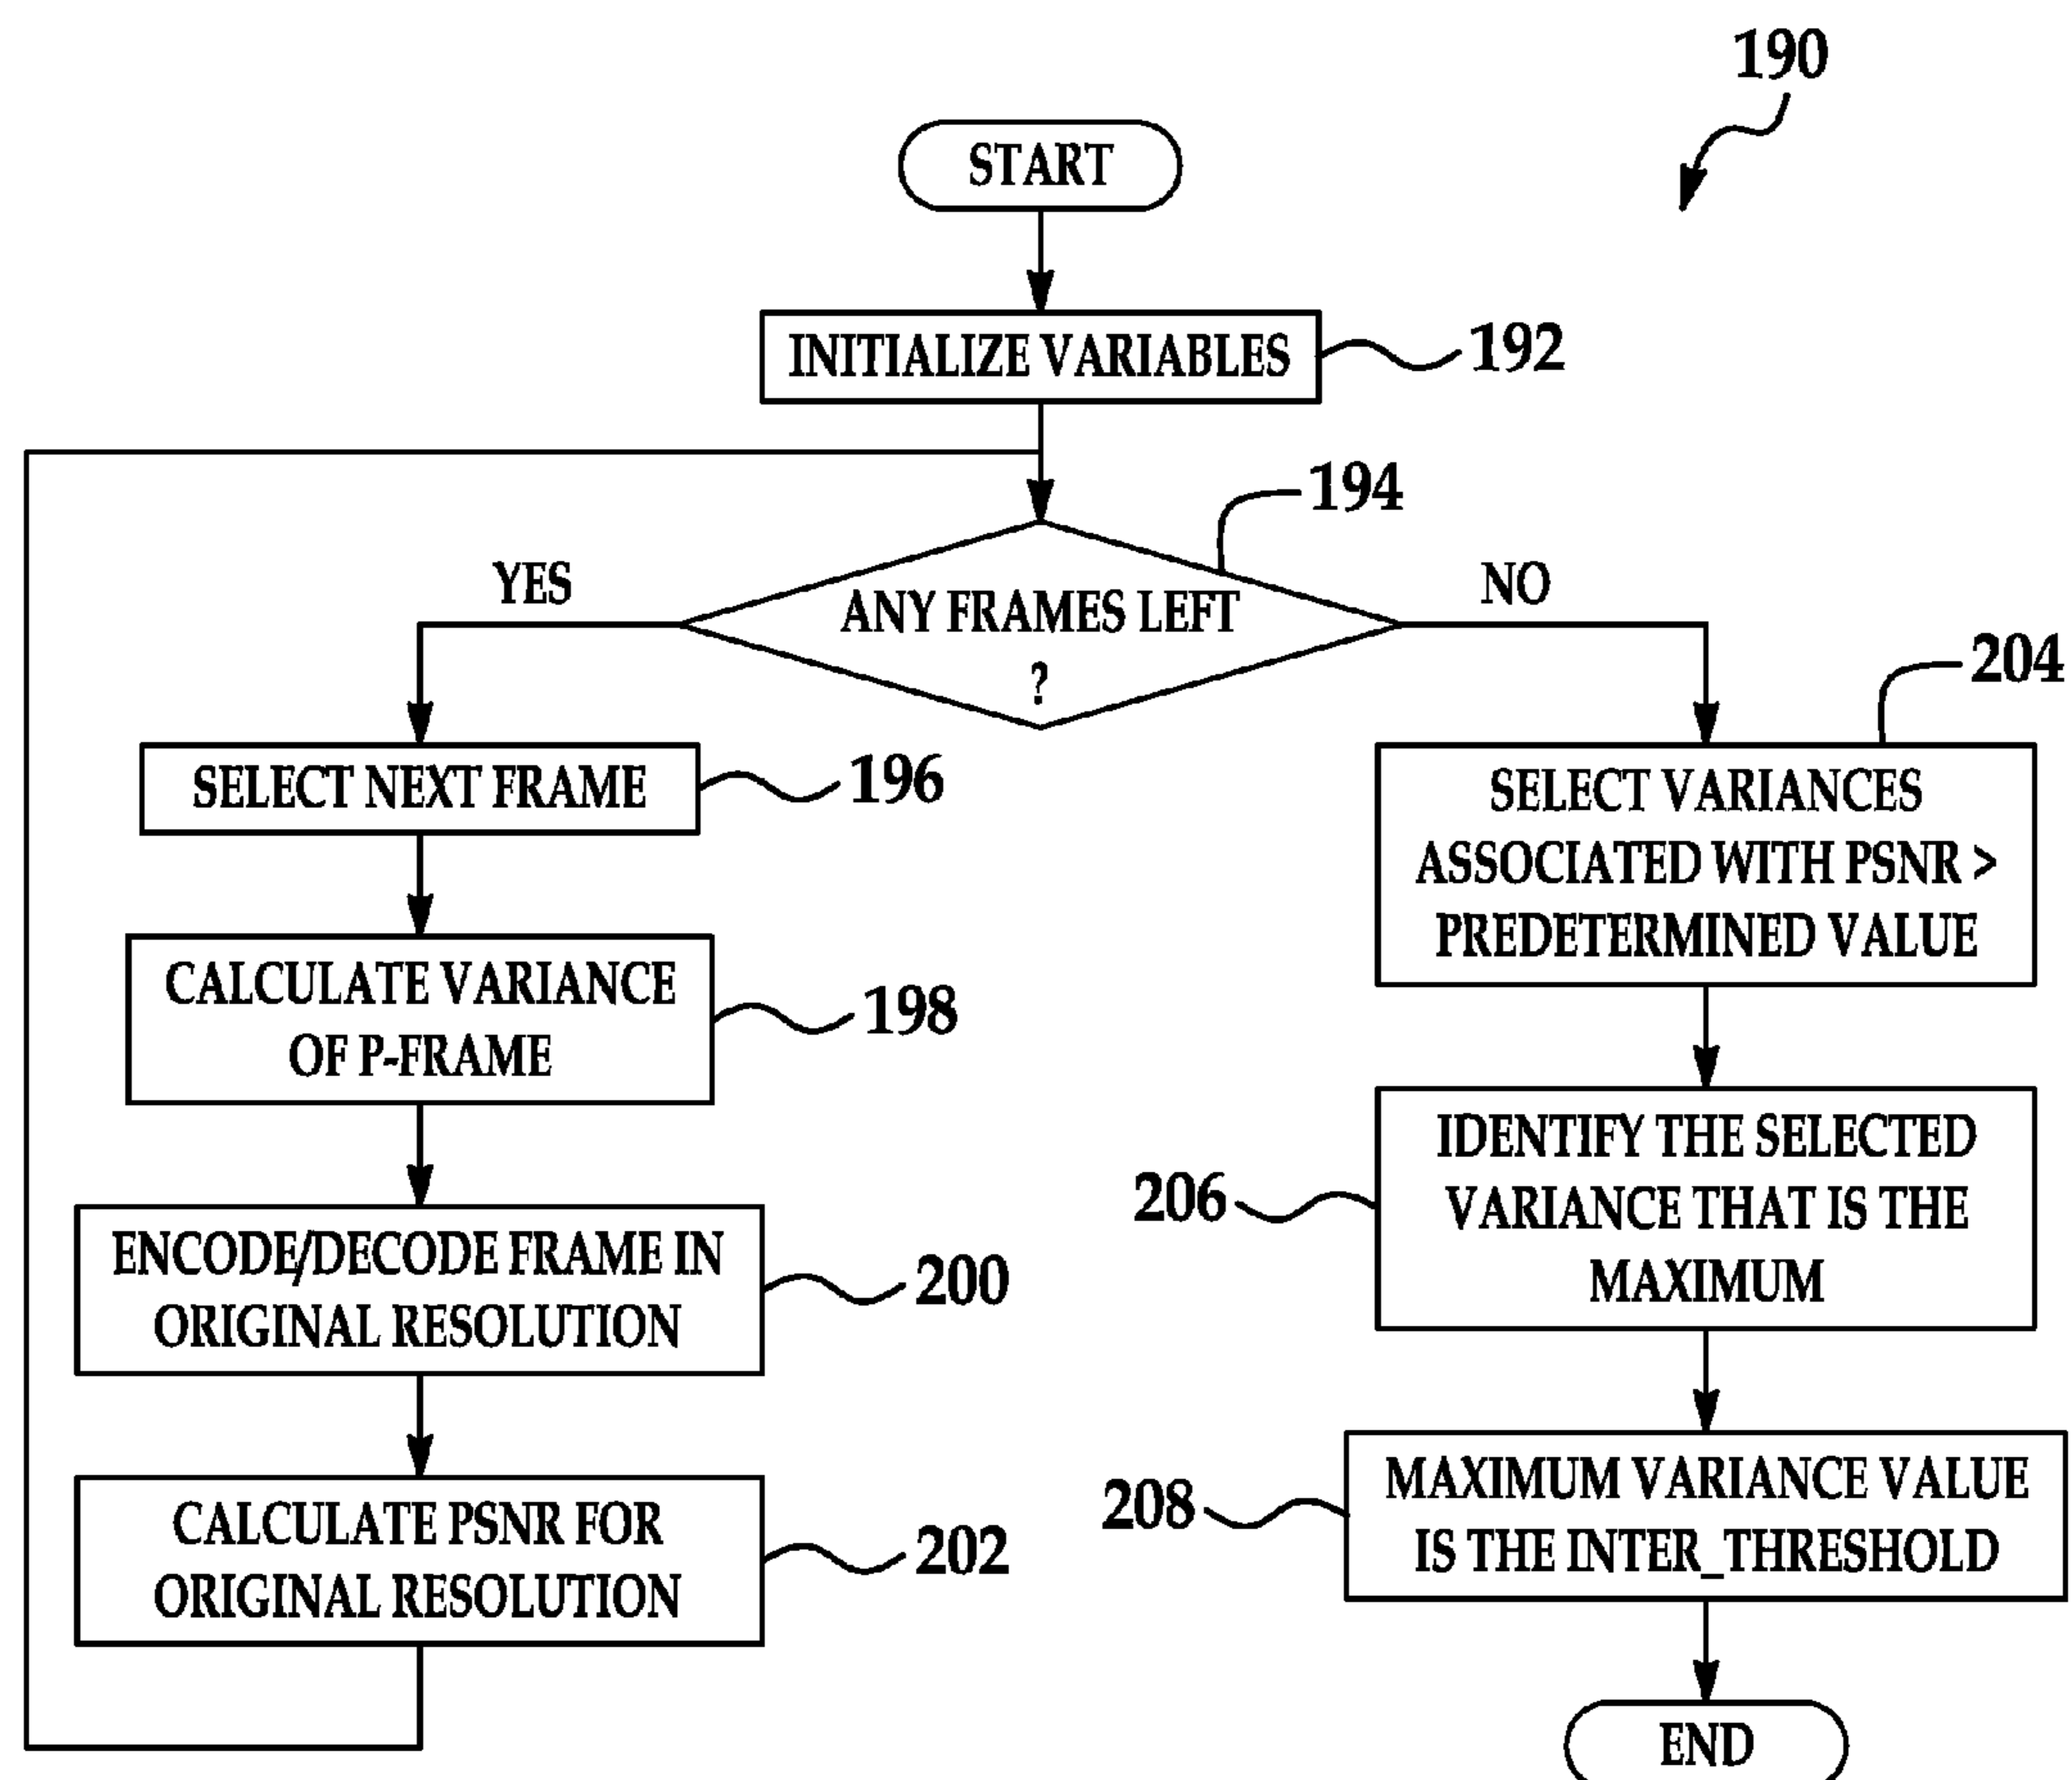 190
START
INITIALIZE VARIABLES
192
194
YES
ANY FRAMES LEFT
?
NO
204
SELECT NEXT FRAME
196
CALCULATE VARIANCE
OF P-FRAME
198
ENCODE/DECODE FRAME IN
ORIGINAL RESOLUTION
200
CALCULATE PSNR FOR
ORIGINAL RESOLUTION
202
SELECT VARIANCES
ASSOCIATED WITH PSNR >
PREDETERMINED VALUE
IDENTIFY THE SELECTED
VARIANCE THAT IS THE
MAXIMUM
206
MAXIMUM VARIANCE VALUE
IS THE INTER_THRESHOLD
208
END